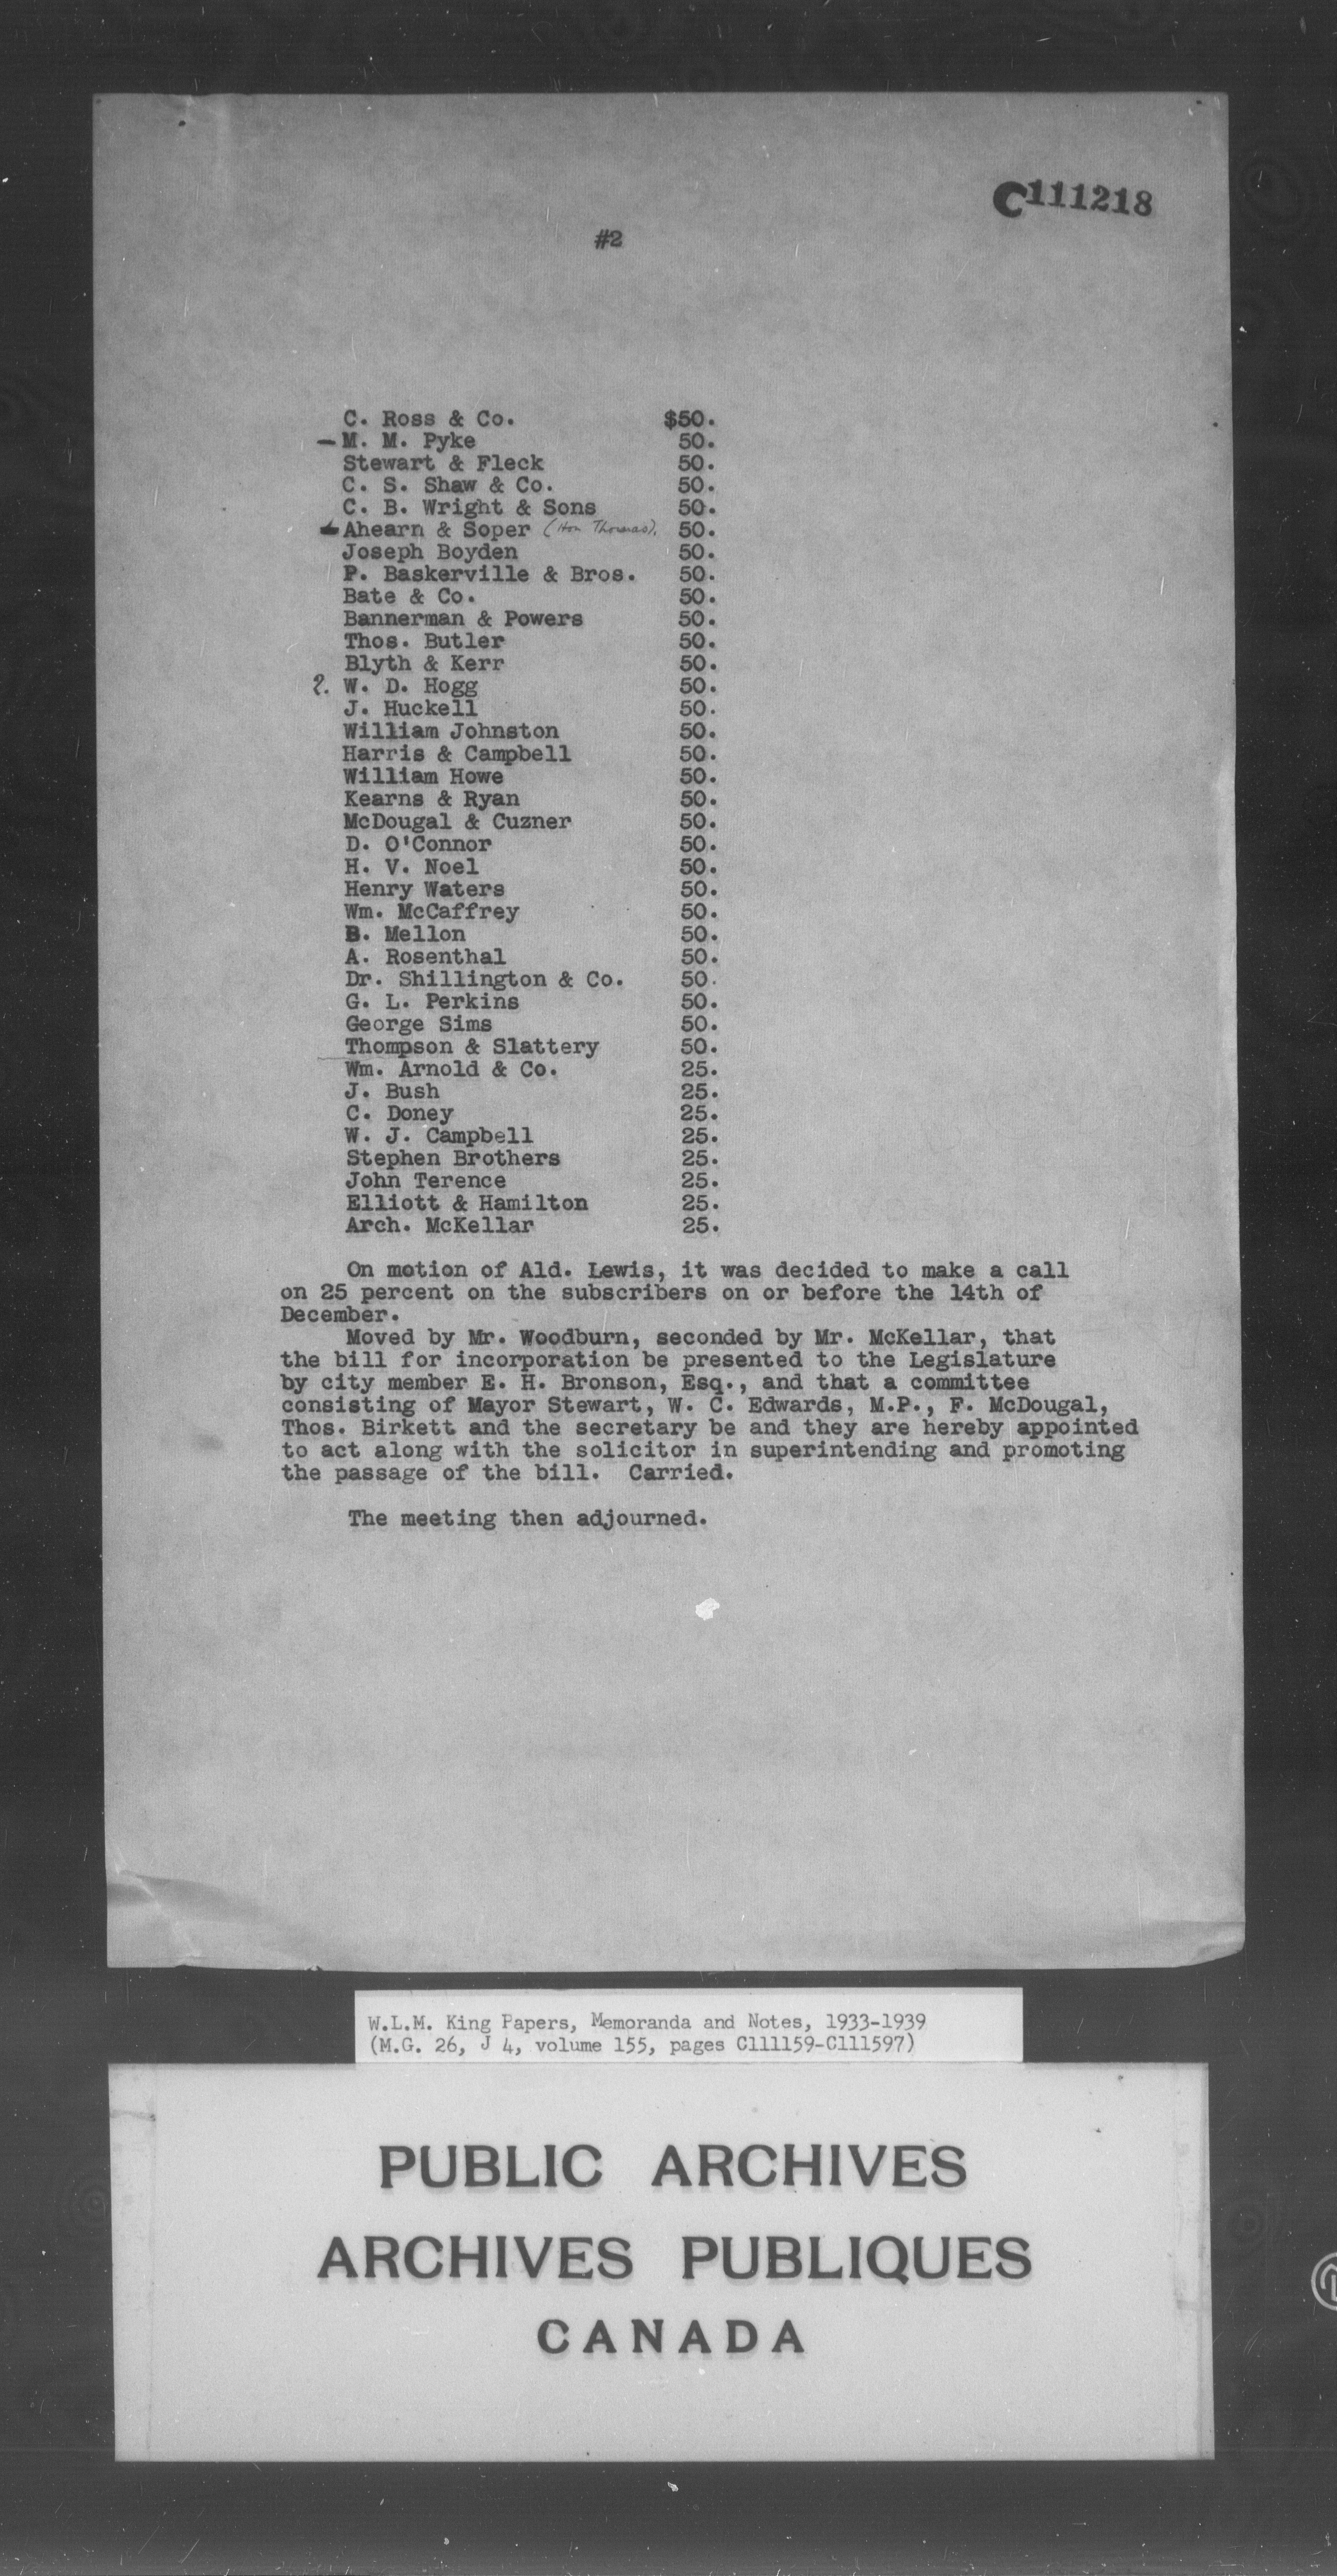 C111218
#2
C. Ross & Co. $50.
— M. M. Pyke 50.
Stewart & Fleck 50.
C. S. Shaw & Co. 50.
C. B. Wright & Sons 50.
Ahearn & Soper (Hon Thomas). 50.
Joseph Boyden 50.
P. Baskerville & Bros. 50.
Bate & Co. 50.
Bannerman & Powers 50.
Thos. Butler 50.
Blyth & Kerr 50.
?. W. D. Hogg 50.
J. Huckell 50.
William Johnston 50.
Harris & Campbell 50.
William Howe 50.
Kearns & Ryan 50.
McDougal & Cuzner 50.
D. O'Connor 50.
H. V. Noel 50.
Henry Waters 50.
Wm. McCaffrey 50.
B. Mellon 50.
A. Rosenthal 50.
Dr. Shillington & Co. 50.
G. L. Perkins 50.
George Sims 50.
Thompson & Slattery 50.
Wm. Arnold & Co. 25.
J. Bush 25.
C. Doney 25.
W. J. Campbell 25.
Stephen Brothers 25.
John Terence 25.
Elliott & Hamilton 25.
Arch. McKellar 25.
On motion of Ald. Lewis, it was decided to make a call
on 25 percent on the subscribers on or before the 14th of
December.
Moved by Mr. Woodburn, seconded by Mr. McKellar, that
the bill for incorporation be presented to the Legislature
by city member E. H. Bronson, Esq., and that a committee
consisting of Mayor Stewart, W. C. Edwards, M.P., F. McDougal,
Thos. Birkett and the secretary be and they are hereby appointed
to act along with the solicitor in superintending and promoting
the passage of the bill. Carried.
The meeting then adjourned.
W.L.M. King Papers, Memoranda and Notes, 1933-1939
(M.G. 26, J 4, volume 155, pages C111159-C111597)
PUBLIC ARCHIVES
ARCHIVES PUBLIQUES
CANADA